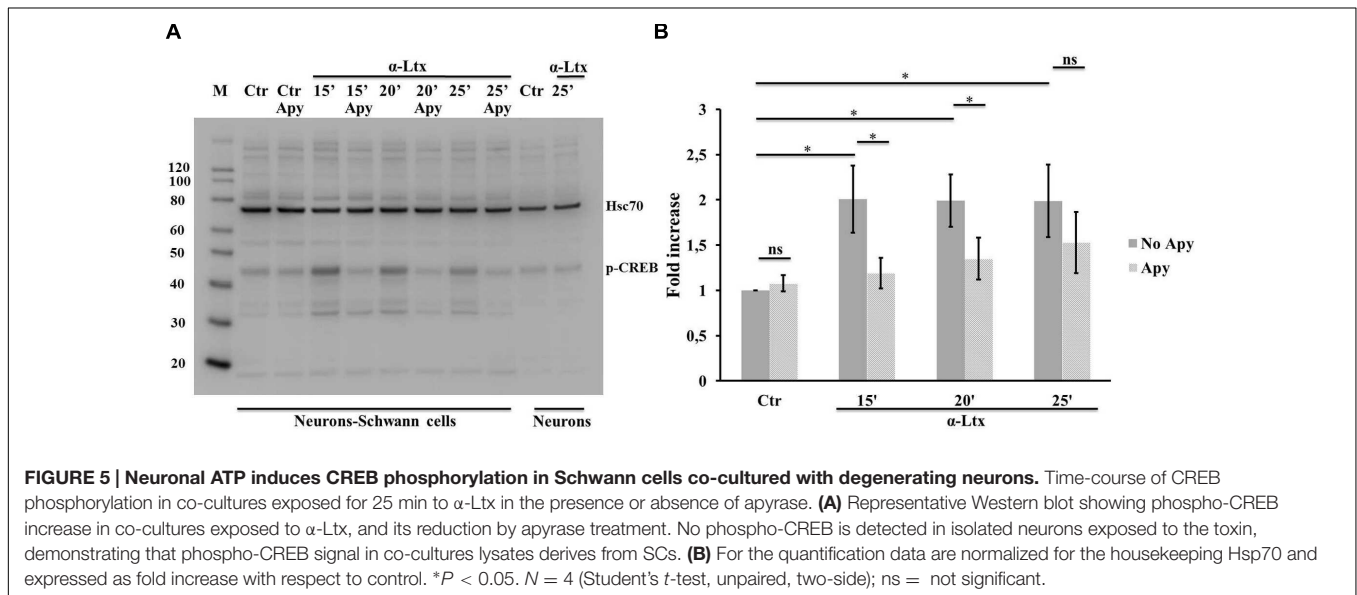 A
α-Ltx
α-Ltx
M Ctr Ctr Apy 15' 15' Apy 20' 20' Apy 25' 25' Apy Ctr 25'
120
100
80
60
50
40
30
20
Hsc70
p-CREB
Neurons-Schwann cells
Neurons
B
Fold increase
3
2,5
2
1,5
1
0,5
0
ns
*
*
*
*
*
ns
No Apy
Apy
Ctr
15'
20'
25'
α-Ltx
FIGURE 5 | Neuronal ATP induces CREB phosphorylation in Schwann cells co-cultured with degenerating neurons. Time-course of CREB
phosphorylation in co-cultures exposed for 25 min to α-Ltx in the presence or absence of apyrase. (A) Representative Western blot showing phospho-CREB
increase in co-cultures exposed to α-Ltx, and its reduction by apyrase treatment. No phospho-CREB is detected in isolated neurons exposed to the toxin,
demonstrating that phospho-CREB signal in co-cultures lysates derives from SCs. (B) For the quantification data are normalized for the housekeeping Hsp70 and
expressed as fold increase with respect to control. *P < 0.05. N = 4 (Student's t-test, unpaired, two-side); ns = not significant.